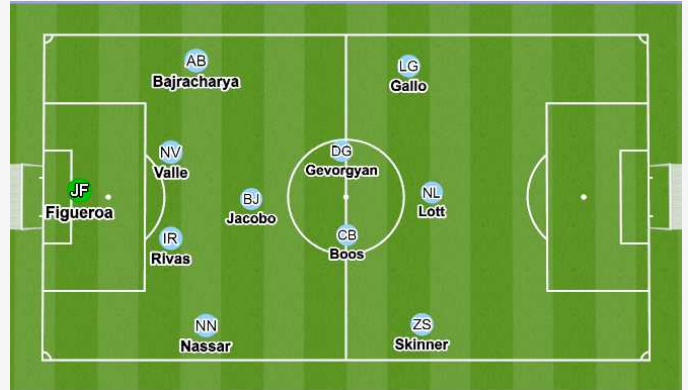 AB
Bajracharya
LG
Gallo
NV
Valle
DG
Gevorgyan
JF
Figueroa
BJ
Jacobo
NL
Lott
IR
Rivas
CB
Boos
NN
Nassar
ZS
Skinner